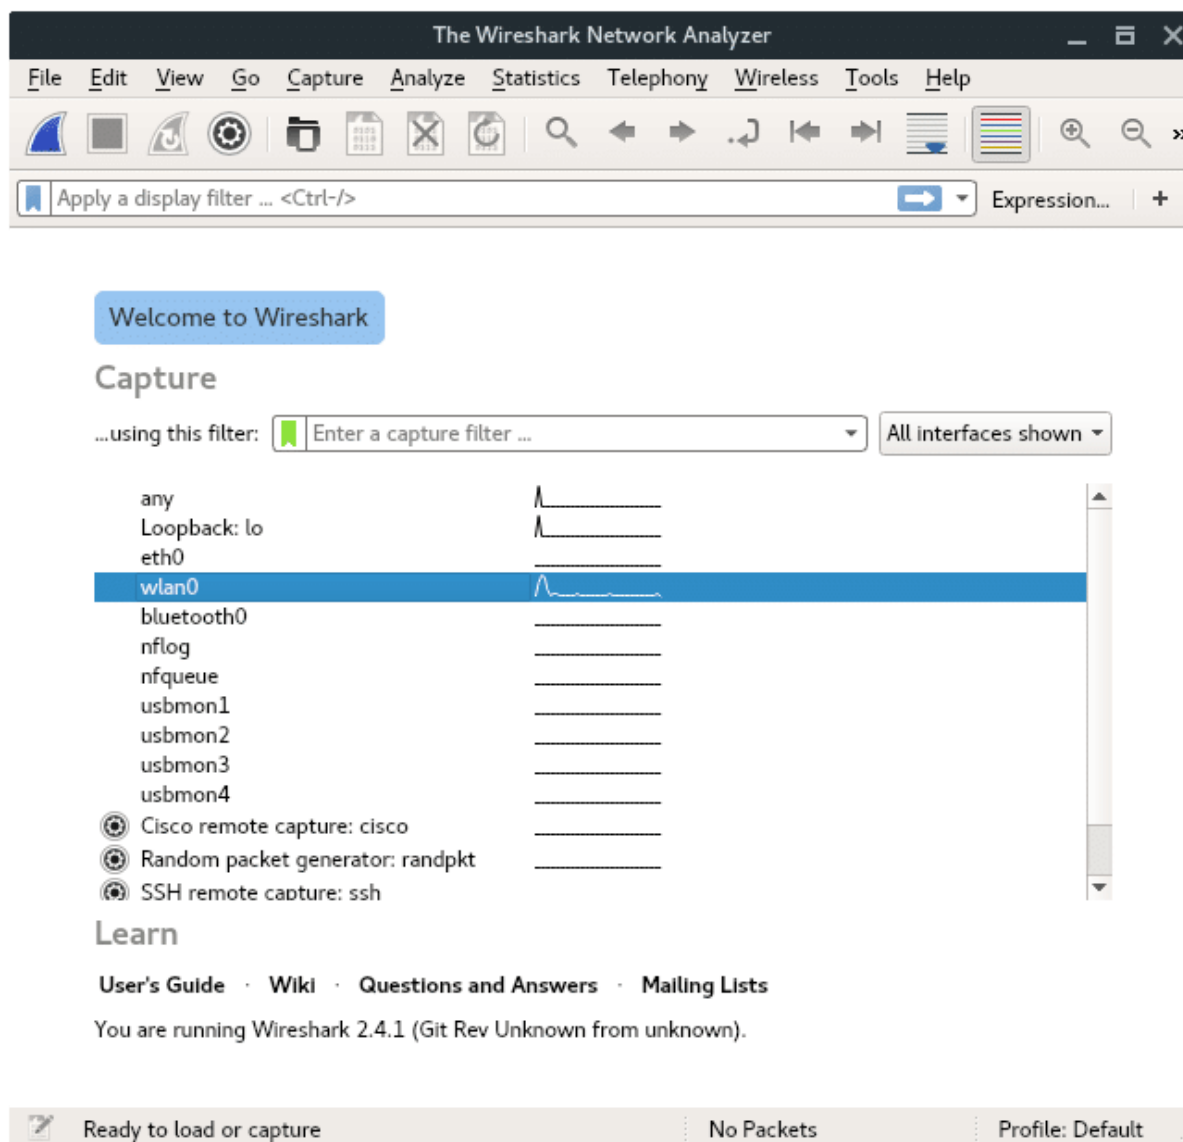 The Wireshark Network Analyzer
File Edit View Go Capture Analyze Statistics Telephony Wireless Tools Help
Apply a display filter ... <Ctrl-/> Expression... +
Welcome to Wireshark
Capture
...using this filter: Enter a capture filter ... All interfaces shown
any
Loopback: lo
eth0
wlan0
bluetooth0
nflog
nfqueue
usbmon1
usbmon2
usbmon3
usbmon4
Cisco remote capture: cisco
Random packet generator: randpkt
SSH remote capture: ssh
Learn
User's Guide · Wiki · Questions and Answers · Mailing Lists
You are running Wireshark 2.4.1 (Git Rev Unknown from unknown).
Ready to load or capture No Packets Profile: Default